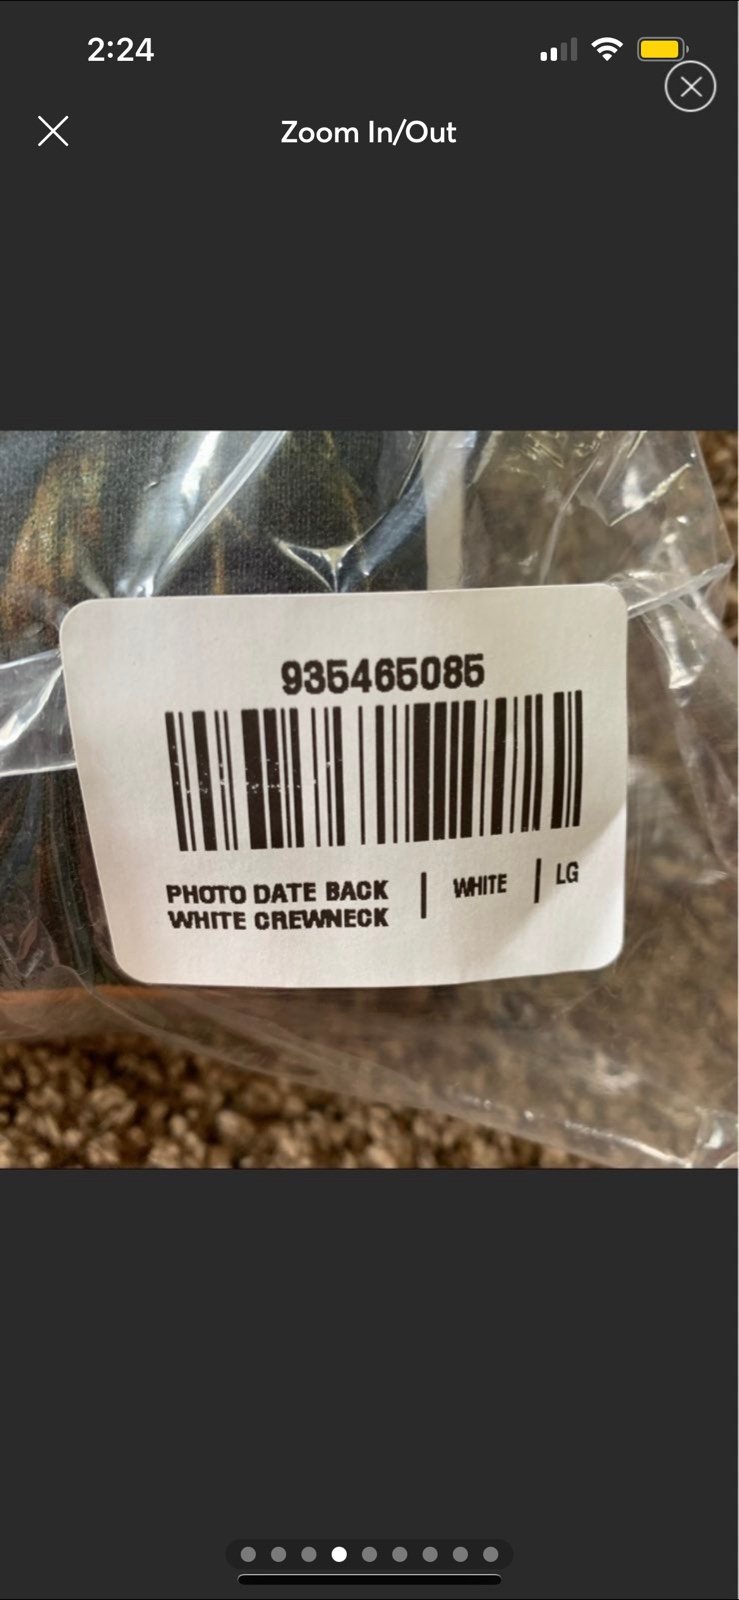 2:24
Zoom In/Out
935465085
PHOTO DATE BACK
WHITE CREWNECK
WHITE
LG